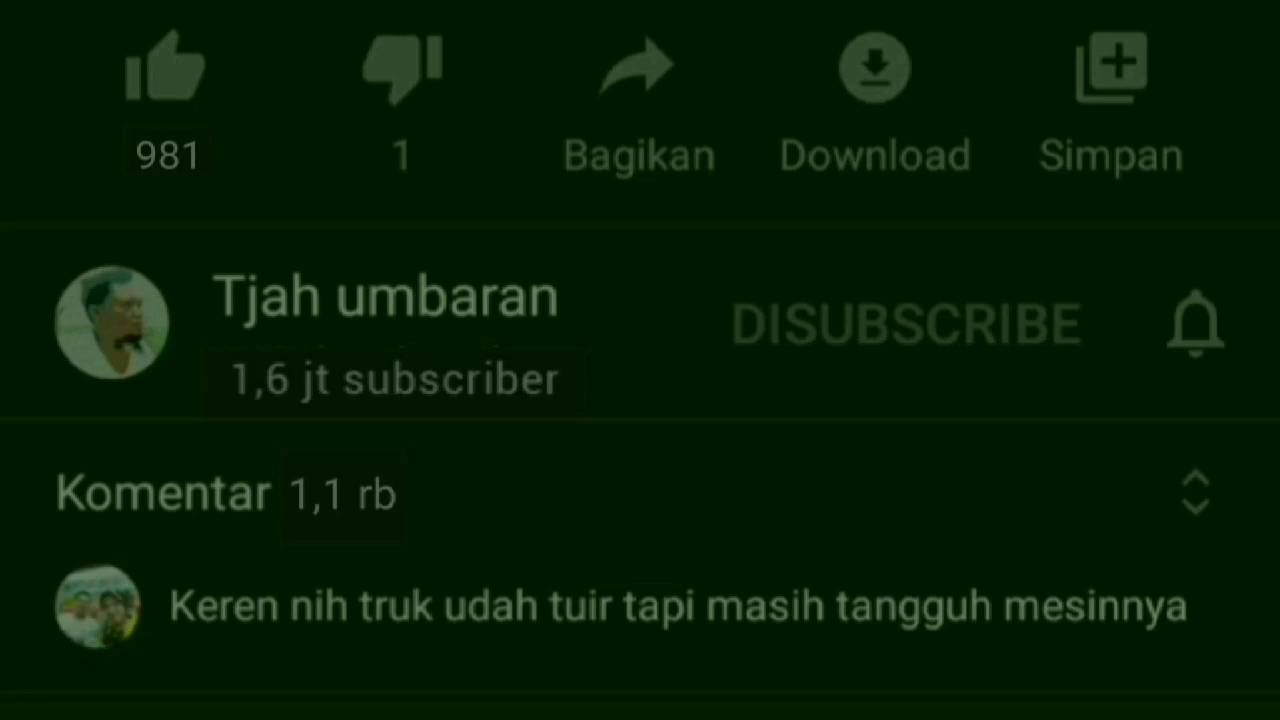 981 1 Bagikan Download Simpan
Tjah umbaran
DISUBSCRIBE
1,6 jt subscriber
Komentar 1,1 rb
Keren nih truk udah tuir tapi masih tangguh mesinnya